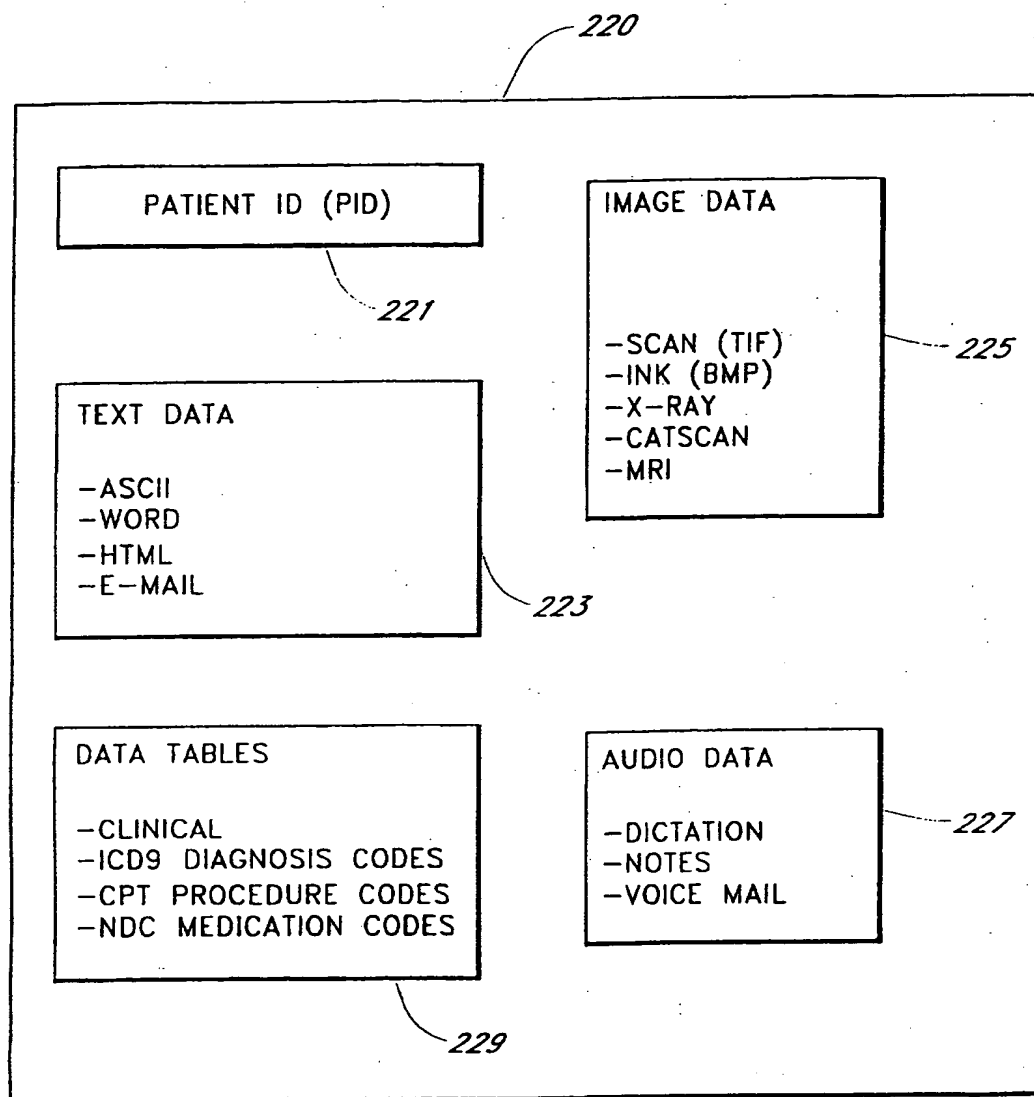 220
PATIENT ID (PID)
221
IMAGE DATA
-SCAN (TIF)
-INK (BMP)
-X-RAY
-CATSCAN
-MRI
225
TEXT DATA
-ASCII
-WORD
-HTML
-E-MAIL
223
DATA TABLES
-CLINICAL
-ICD9 DIAGNOSIS CODES
-CPT PROCEDURE CODES
-NDC MEDICATION CODES
229
AUDIO DATA
-DICTATION
-NOTES
-VOICE MAIL
227